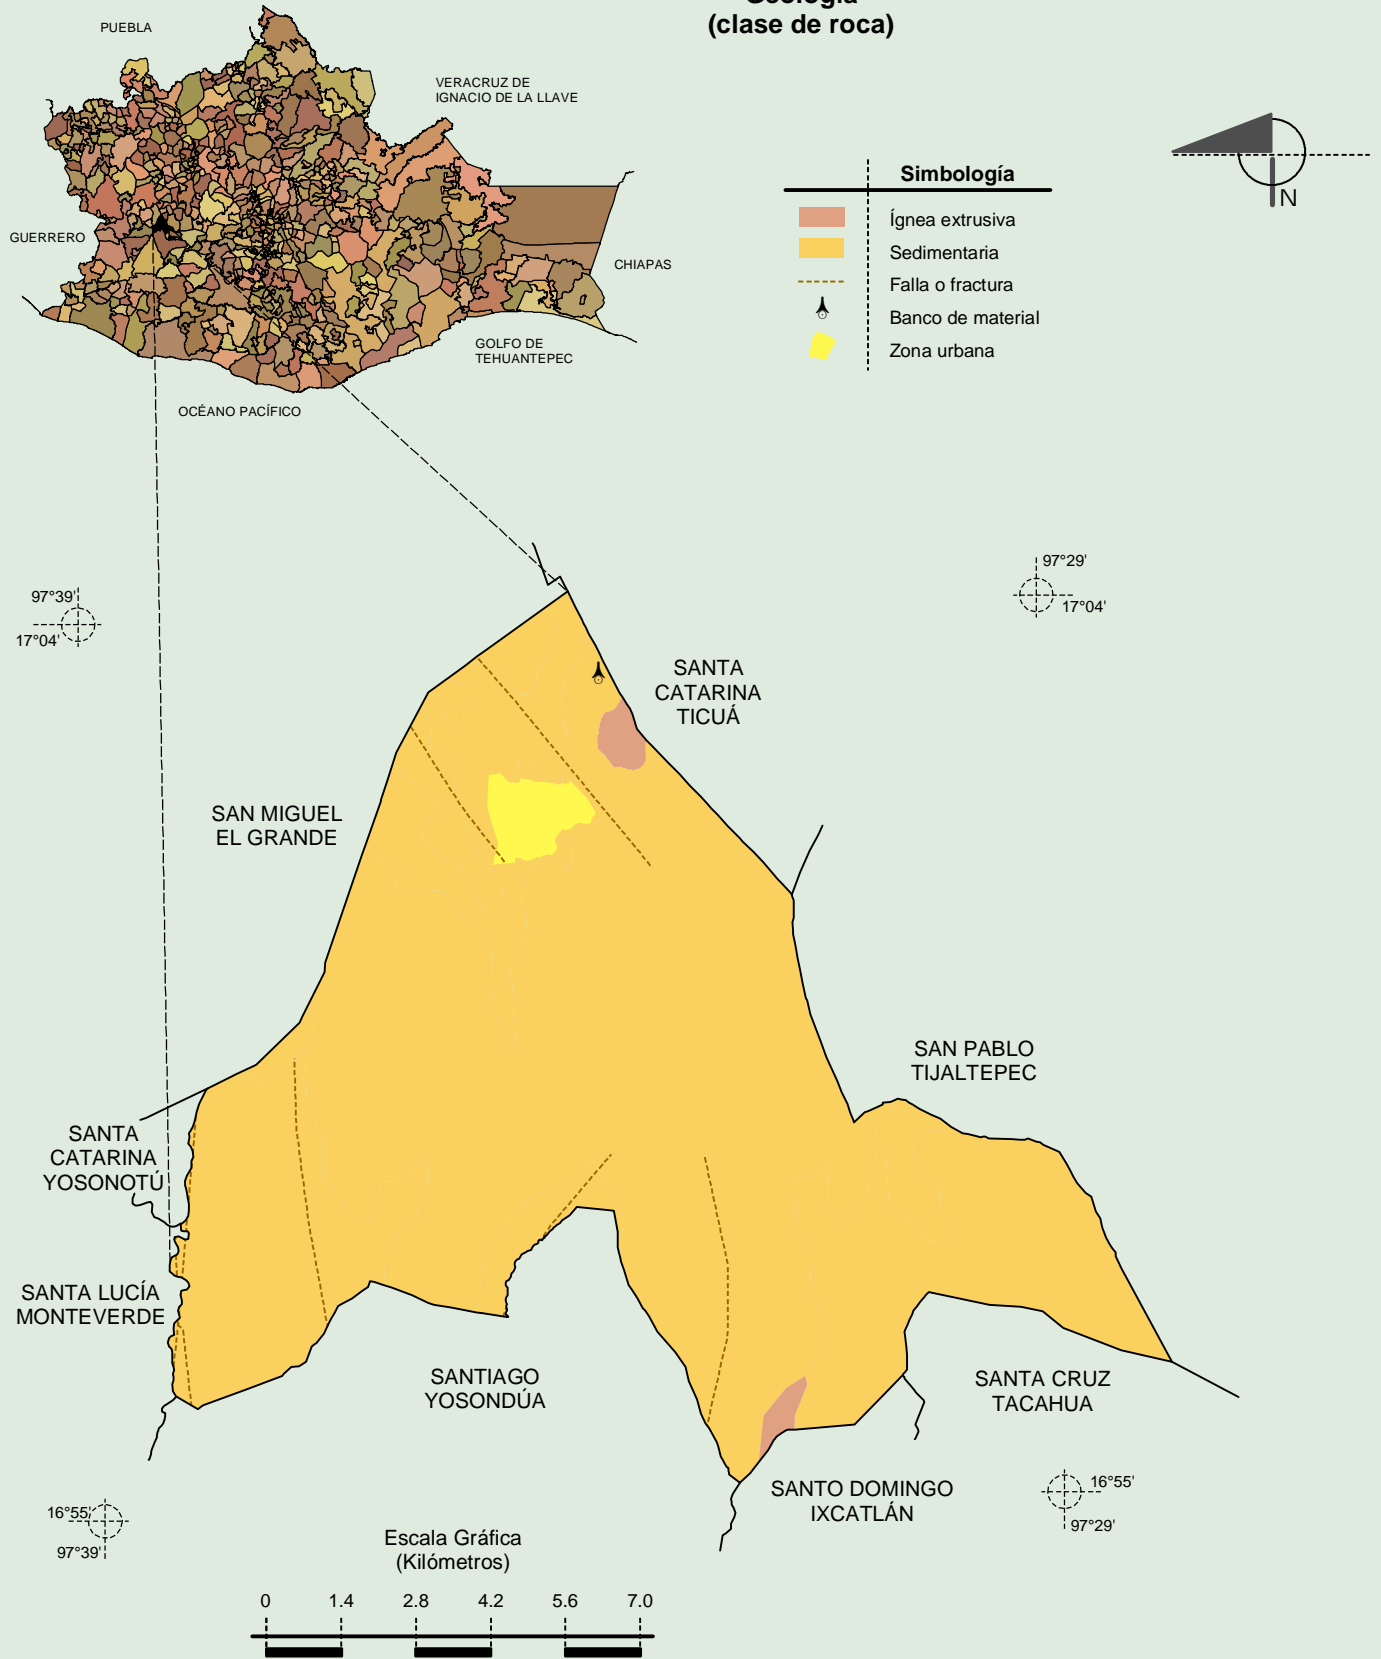 Geología
(clase de roca)
PUEBLA
VERACRUZ DE
IGNACIO DE LA LLAVE
GUERRERO
CHIAPAS
GOLFO DE
TEHUANTEPEC
OCÉANO PACÍFICO
N
Simbología
Ígnea extrusiva
Sedimentaria
Falla o fractura
Banco de material
Zona urbana
97°39'
17°04'
97°29'
17°04'
SANTA
CATARINA
TICUÁ
SAN MIGUEL
EL GRANDE
SAN PABLO
TIJALTEPEC
SANTA
CATARINA
YOSONOTÚ
SANTA LUCÍA
MONTEVERDE
SANTIAGO
YOSONDÚA
SANTA CRUZ
TACAHUA
SANTO DOMINGO
IXCATLÁN
16°55'
97°39'
16°55'
97°29'
Escala Gráfica
(Kilómetros)
0 1.4 2.8 4.2 5.6 7.0